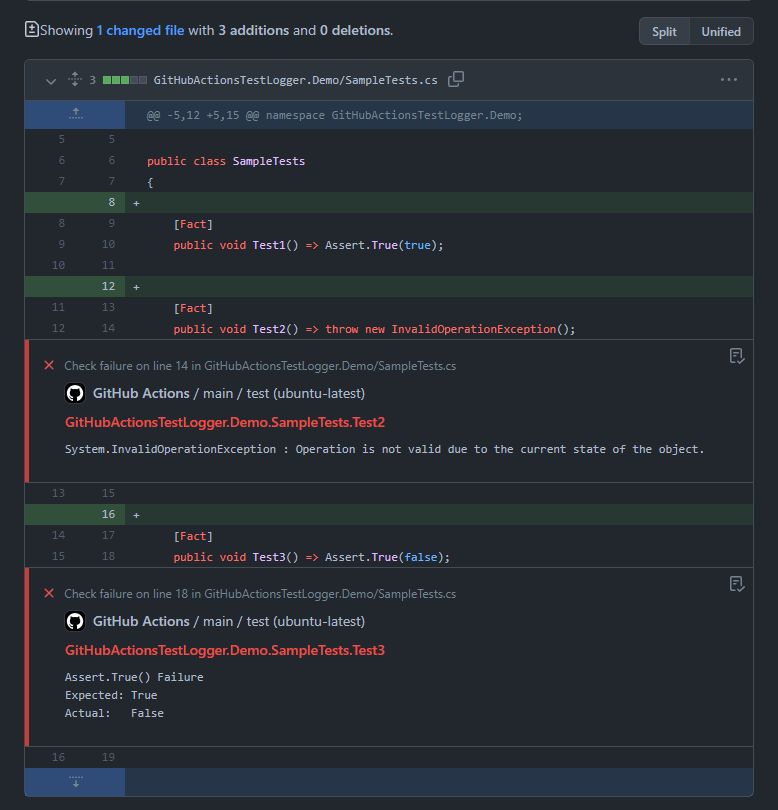 Showing 1 changed file with 3 additions and 0 deletions.
Split Unified
3 GitHubActionsTestLogger.Demo/SampleTests.cs
@@ -5,12 +5,15 @@ namespace GitHubActionsTestLogger.Demo;
5 5
6 6 public class SampleTests
7 7 {
8 +
8 9 [Fact]
9 10 public void Test1() => Assert.True(true);
10 11
12 +
11 13 [Fact]
12 14 public void Test2() => throw new InvalidOperationException();
Check failure on line 14 in GitHubActionsTestLogger.Demo/SampleTests.cs
GitHub Actions / main / test (ubuntu-latest)
GitHubActionsTestLogger.Demo.SampleTests.Test2
System.InvalidOperationException : Operation is not valid due to the current state of the object.
13 15
16 +
14 17 [Fact]
15 18 public void Test3() => Assert.True(false);
Check failure on line 18 in GitHubActionsTestLogger.Demo/SampleTests.cs
GitHub Actions / main / test (ubuntu-latest)
GitHubActionsTestLogger.Demo.SampleTests.Test3
Assert.True() Failure
Expected: True
Actual:   False
16 19